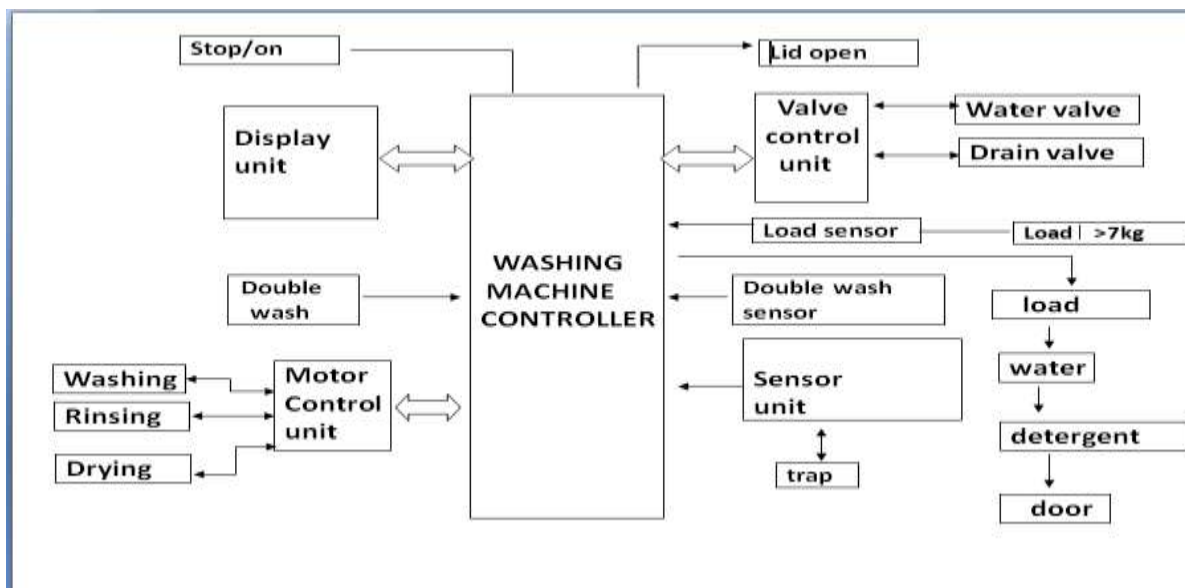 Stop/on
Lid open
Display
unit
Valve
control
unit
Water valve
Drain valve
Load sensor
Load >7kg
WASHING
MACHINE
CONTROLLER
Double
wash
Double wash
sensor
load
water
detergent
door
Washing
Rinsing
Drying
Motor
Control
unit
Sensor
unit
trap